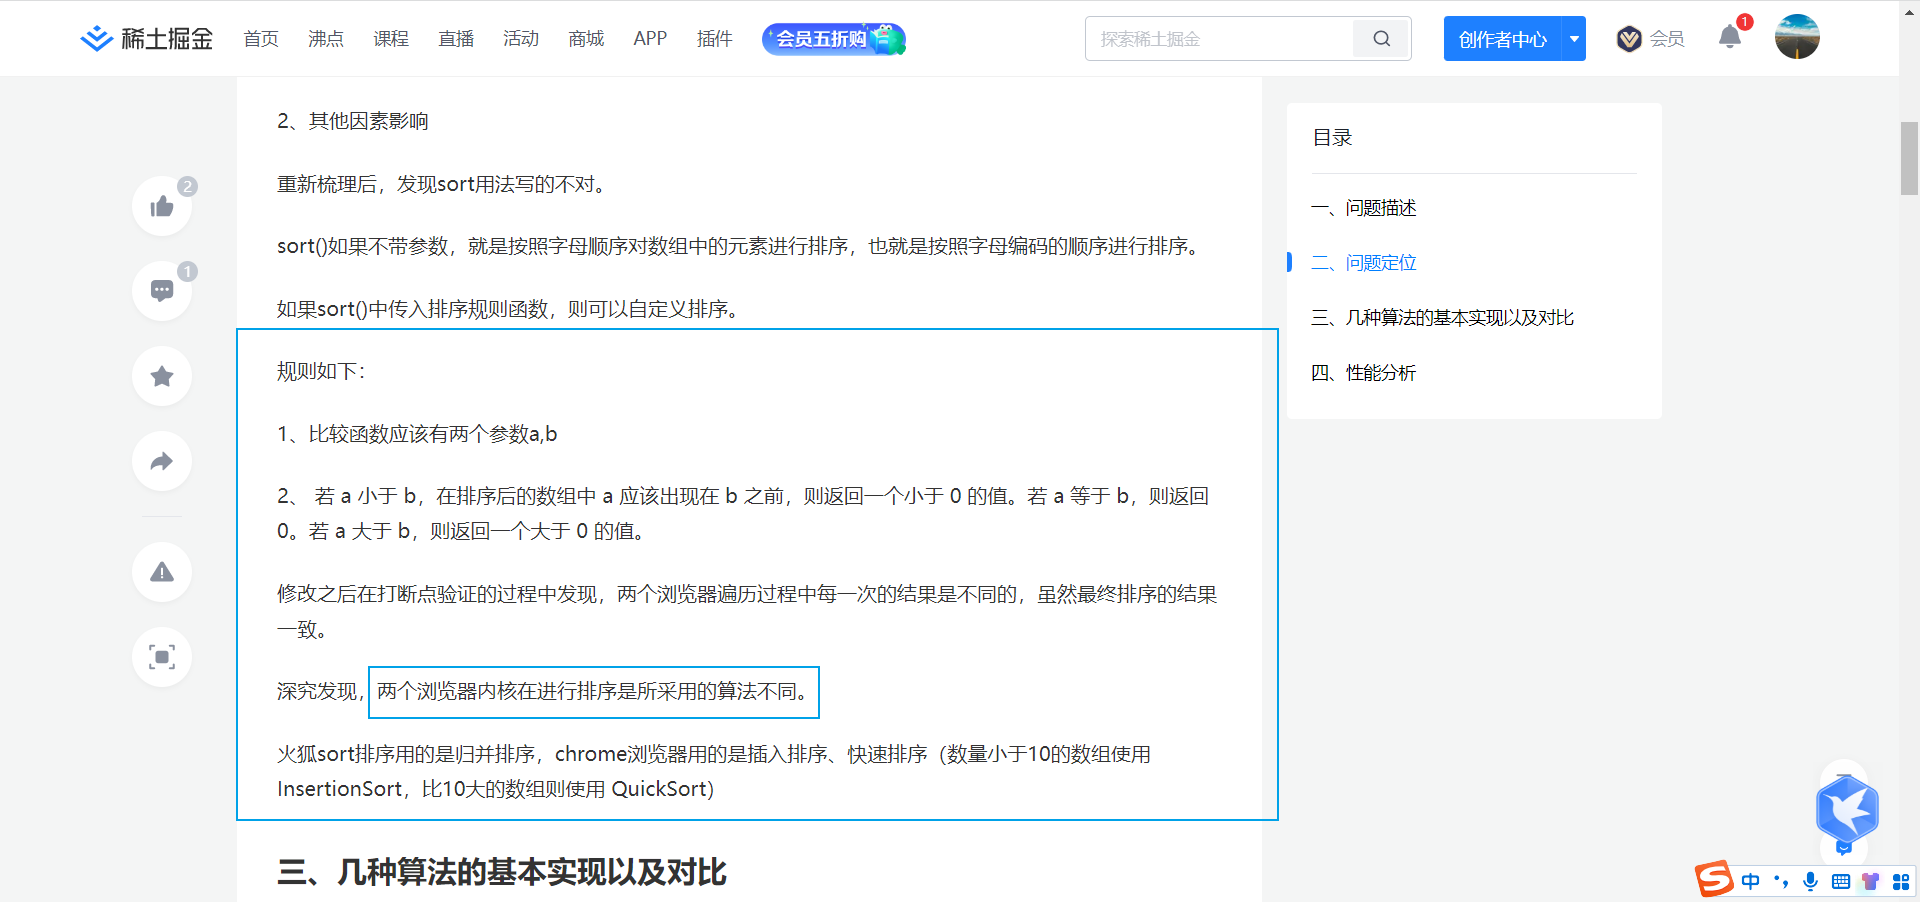 稀土掘金 首页 沸点 课程 直播 活动 商城 APP 插件 会员五折购 探索稀土掘金 创作者中心 会员 1
2、其他因素影响
重新梳理后，发现sort用法写的不对。
sort()如果不带参数，就是按照字母顺序对数组中的元素进行排序，也就是按照字母编码的顺序进行排序。
如果sort()中传入排序规则函数，则可以自定义排序。
规则如下：
1、比较函数应该有两个参数a,b
2、 若 a 小于 b，在排序后的数组中 a 应该出现在 b 之前，则返回一个小于 0 的值。若 a 等于 b，则返回
0。若 a 大于 b，则返回一个大于 0 的值。
修改之后在打断点验证的过程中发现，两个浏览器遍历过程中每一次的结果是不同的，虽然最终排序的结果
一致。
深究发现，两个浏览器内核在进行排序是所采用的算法不同。
火狐sort排序用的是归并排序，chrome浏览器用的是插入排序、快速排序（数量小于10的数组使用
InsertionSort，比10大的数组则使用 QuickSort）
三、几种算法的基本实现以及对比
2
1
目录
一、问题描述
二、问题定位
三、几种算法的基本实现以及对比
四、性能分析
S 中